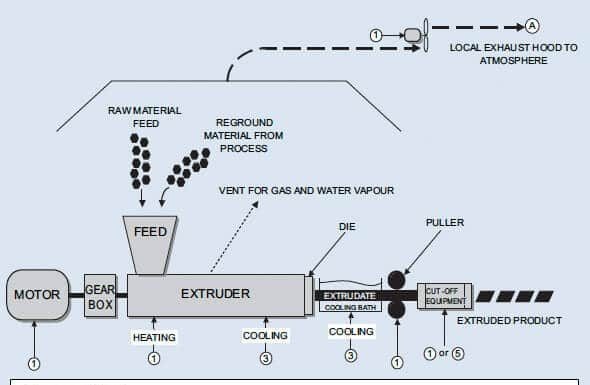 1
A
LOCAL EXHAUST HOOD TO
ATMOSPHERE
RAW MATERIAL
FEED
REGROUND
MATERIAL FROM
PROCESS
VENT FOR GAS AND WATER VAPOUR
FEED
DIE
PULLER
MOTOR
GEAR
BOX
EXTRUDER
EXTRUDATE
COOLING BATH
CUT-OFF
EQUIPMENT
EXTRUDED PRODUCT
HEATING
COOLING
COOLING
1
1
3
3
1
1 or 5